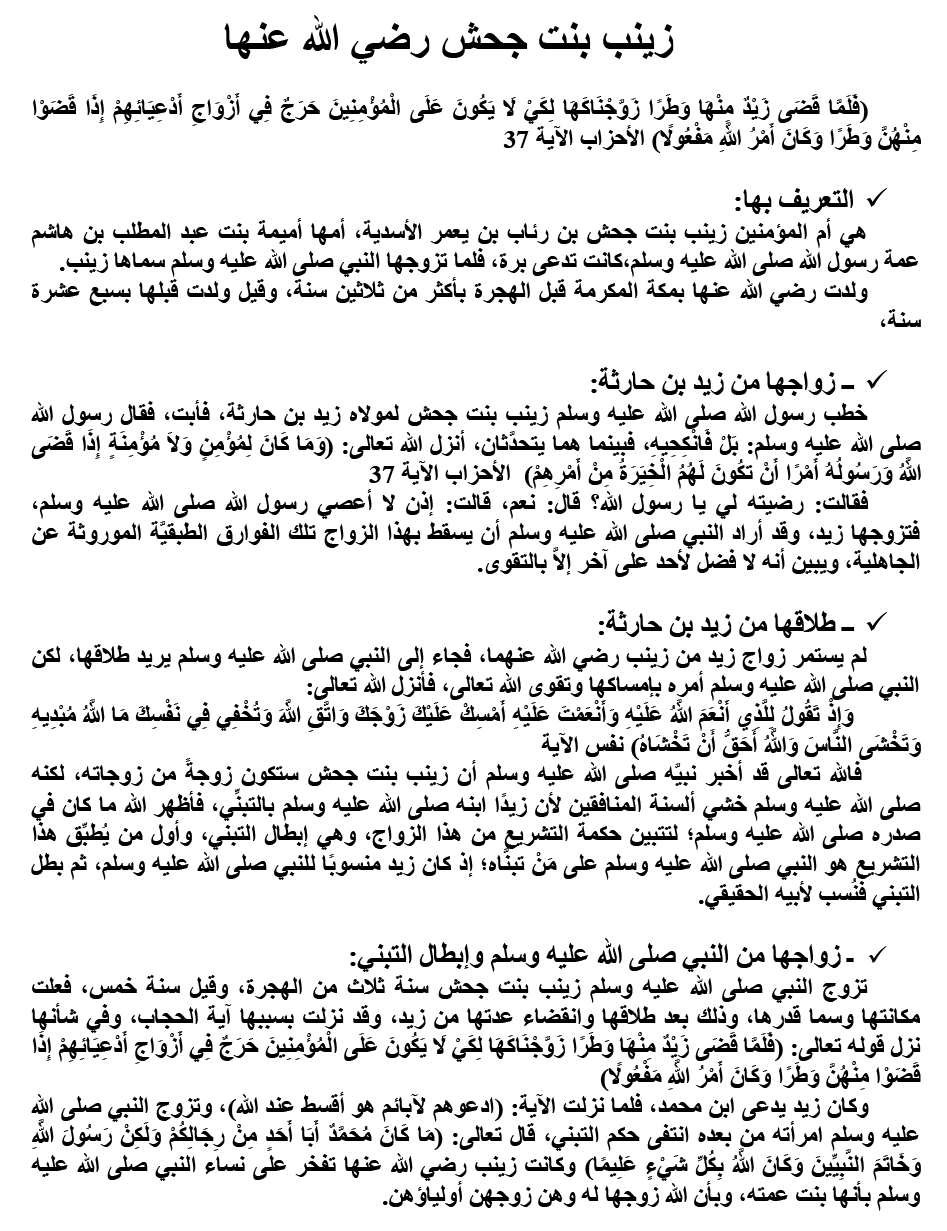 زينب بنت جحش رضي الله عنها
(فَلَمَّا قَضَى زَيْدٌ مِنْهَا وَطَرًا زَوَّجْنَاكَهَا لِكَيْ لَا يَكُونَ عَلَى الْمُؤْمِنِينَ حَرَجٌ فِي أَزْوَاجِ أَدْعِيَائِهِمْ إِذَا قَضَوْا
مِنْهُنَّ وَطَرًا وَكَانَ أَمْرُ اللَّهِ مَفْعُولًا) الأحزاب الآية 37
✓ التعريف بها:
هي أم المؤمنين زينب بنت جحش بن رئاب بن يعمر الأسدية، أمها أميمة بنت عبد المطلب بن هاشم
عمة رسول الله صلى الله عليه وسلم،كانت تدعى برة، فلما تزوجها النبي صلى الله عليه وسلم سماها زينب.
ولدت رضي الله عنها بمكة المكرمة قبل الهجرة بأكثر من ثلاثين سنة، وقيل ولدت قبلها بسبع عشرة
سنة،
✓ – زواجها من زيد بن حارثة:
خطب رسول الله صلى الله عليه وسلم زينب بنت جحش لمولاه زيد بن حارثة، فأبت، فقال رسول الله
صلى الله عليه وسلم: بَلْ فَانْكِحِيهِ، فبينما هما يتحدَّثان، أنزل الله تعالى: (وَمَا كَانَ لِمُؤْمِنٍ وَلاَ مُؤْمِنَةٍ إِذَا قَضَى
اللَّهُ وَرَسُولُهُ أَمْرًا أَنْ تَكُونَ لَهُمُ الْخِيَرَةُ مِنْ أَمْرِهِمْ) الأحزاب الآية 37
فقالت: رضيته لي يا رسول الله؟ قال: نعم، قالت: إذن لا أعصي رسول الله صلى الله عليه وسلم،
فتزوجها زيد، وقد أراد النبي صلى الله عليه وسلم أن يسقط بهذا الزواج تلك الفوارق الطبقيَّة الموروثة عن
الجاهلية، ويبين أنه لا فضل لأحد على آخر إلاَّ بالتقوى.
✓ – طلاقها من زيد بن حارثة:
لم يستمر زواج زيد من زينب رضي الله عنهما، فجاء إلى النبي صلى الله عليه وسلم يريد طلاقها، لكن
النبي صلى الله عليه وسلم أمره بإمساكها وتقوى الله تعالى، فأنزل الله تعالى:
وَإِذْ تَقُولُ لِلَّذِي أَنْعَمَ اللَّهُ عَلَيْهِ وَأَنْعَمْتَ عَلَيْهِ أَمْسِكْ عَلَيْكَ زَوْجَكَ وَاتَّقِ اللَّهَ وَتُخْفِي فِي نَفْسِكَ مَا اللَّهُ مُبْدِيهِ
وَتَخْشَى النَّاسَ وَاللَّهُ أَحَقُّ أَنْ تَخْشَاهُ) نفس الآية
فالله تعالى قد أخبر نبيَّه صلى الله عليه وسلم أن زينب بنت جحش ستكون زوجةً من زوجاته، لكنه
صلى الله عليه وسلم خشي ألسنة المنافقين لأن زيدًا ابنه صلى الله عليه وسلم بالتبنِّي، فأظهر الله ما كان في
صدره صلى الله عليه وسلم؛ لتتبين حكمة التشريع من هذا الزواج، وهي إبطال التبني، وأول من يُطبِّق هذا
التشريع هو النبي صلى الله عليه وسلم على مَنْ تبنَّاه؛ إذ كان زيد منسوبًا للنبي صلى الله عليه وسلم، ثم بطل
التبني فنُسب لأبيه الحقيقي.
✓ - زواجها من النبي صلى الله عليه وسلم وإبطال التبني:
تزوج النبي صلى الله عليه وسلم زينب بنت جحش سنة ثلاث من الهجرة، وقيل سنة خمس، فعلت
مكانتها وسما قدرها، وذلك بعد طلاقها وانقضاء عدتها من زيد، وقد نزلت بسببها آية الحجاب، وفي شأنها
نزل قوله تعالى: (فَلَمَّا قَضَى زَيْدٌ مِنْهَا وَطَرًا زَوَّجْنَاكَهَا لِكَيْ لَا يَكُونَ عَلَى الْمُؤْمِنِينَ حَرَجٌ فِي أَزْوَاجِ أَدْعِيَائِهِمْ إِذَا
قَضَوْا مِنْهُنَّ وَطَرًا وَكَانَ أَمْرُ اللَّهِ مَفْعُولًا)
وكان زيد يدعى ابن محمد، فلما نزلت الآية: (ادعوهم لآبائم هو أقسط عند الله)، وتزوج النبي صلى الله
عليه وسلم امرأته من بعده انتفى حكم التبني، قال تعالى: (مَا كَانَ مُحَمَّدٌ أَبَا أَحَدٍ مِنْ رِجَالِكُمْ وَلَكِنْ رَسُولَ اللَّهِ
وَخَاتَمَ النَّبِيِّينَ وَكَانَ اللَّهُ بِكُلِّ شَيْءٍ عَلِيمًا) وكانت زينب رضي الله عنها تفخر على نساء النبي صلى الله عليه
وسلم بأنها بنت عمته، وبأن الله زوجها له وهن زوجهن أولياؤهن.